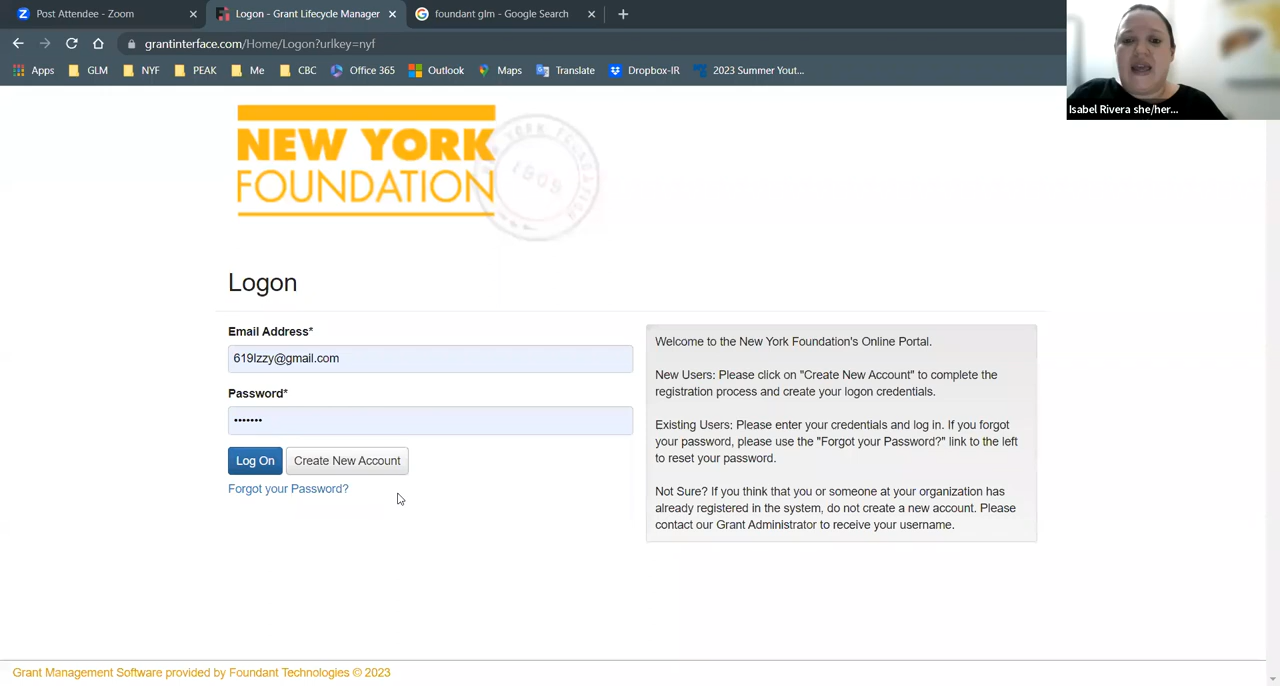 Post Attendee - Zoom
Logon - Grant Lifecycle Manager
foundant glm - Google Search
grantinterface.com/Home/Logon?urlkey=nyf
Apps
GLM
NYF
PEAK
Me
CBC
Office 365
Outlook
Maps
Translate
Dropbox-IR
2023 Summer Yout...
Isabel Rivera she/her...
NEW YORK
FOUNDATION
NEW YORK FOUNDATION
1909
Logon
Email Address*
619Izzy@gmail.com
Password*
•••••••
Log On
Create New Account
Forgot your Password?
Welcome to the New York Foundation's Online Portal.
New Users: Please click on "Create New Account" to complete the
registration process and create your logon credentials.
Existing Users: Please enter your credentials and log in. If you forgot
your password, please use the "Forgot your Password?" link to the left
to reset your password.
Not Sure? If you think that you or someone at your organization has
already registered in the system, do not create a new account. Please
contact our Grant Administrator to receive your username.
Grant Management Software provided by Foundant Technologies © 2023